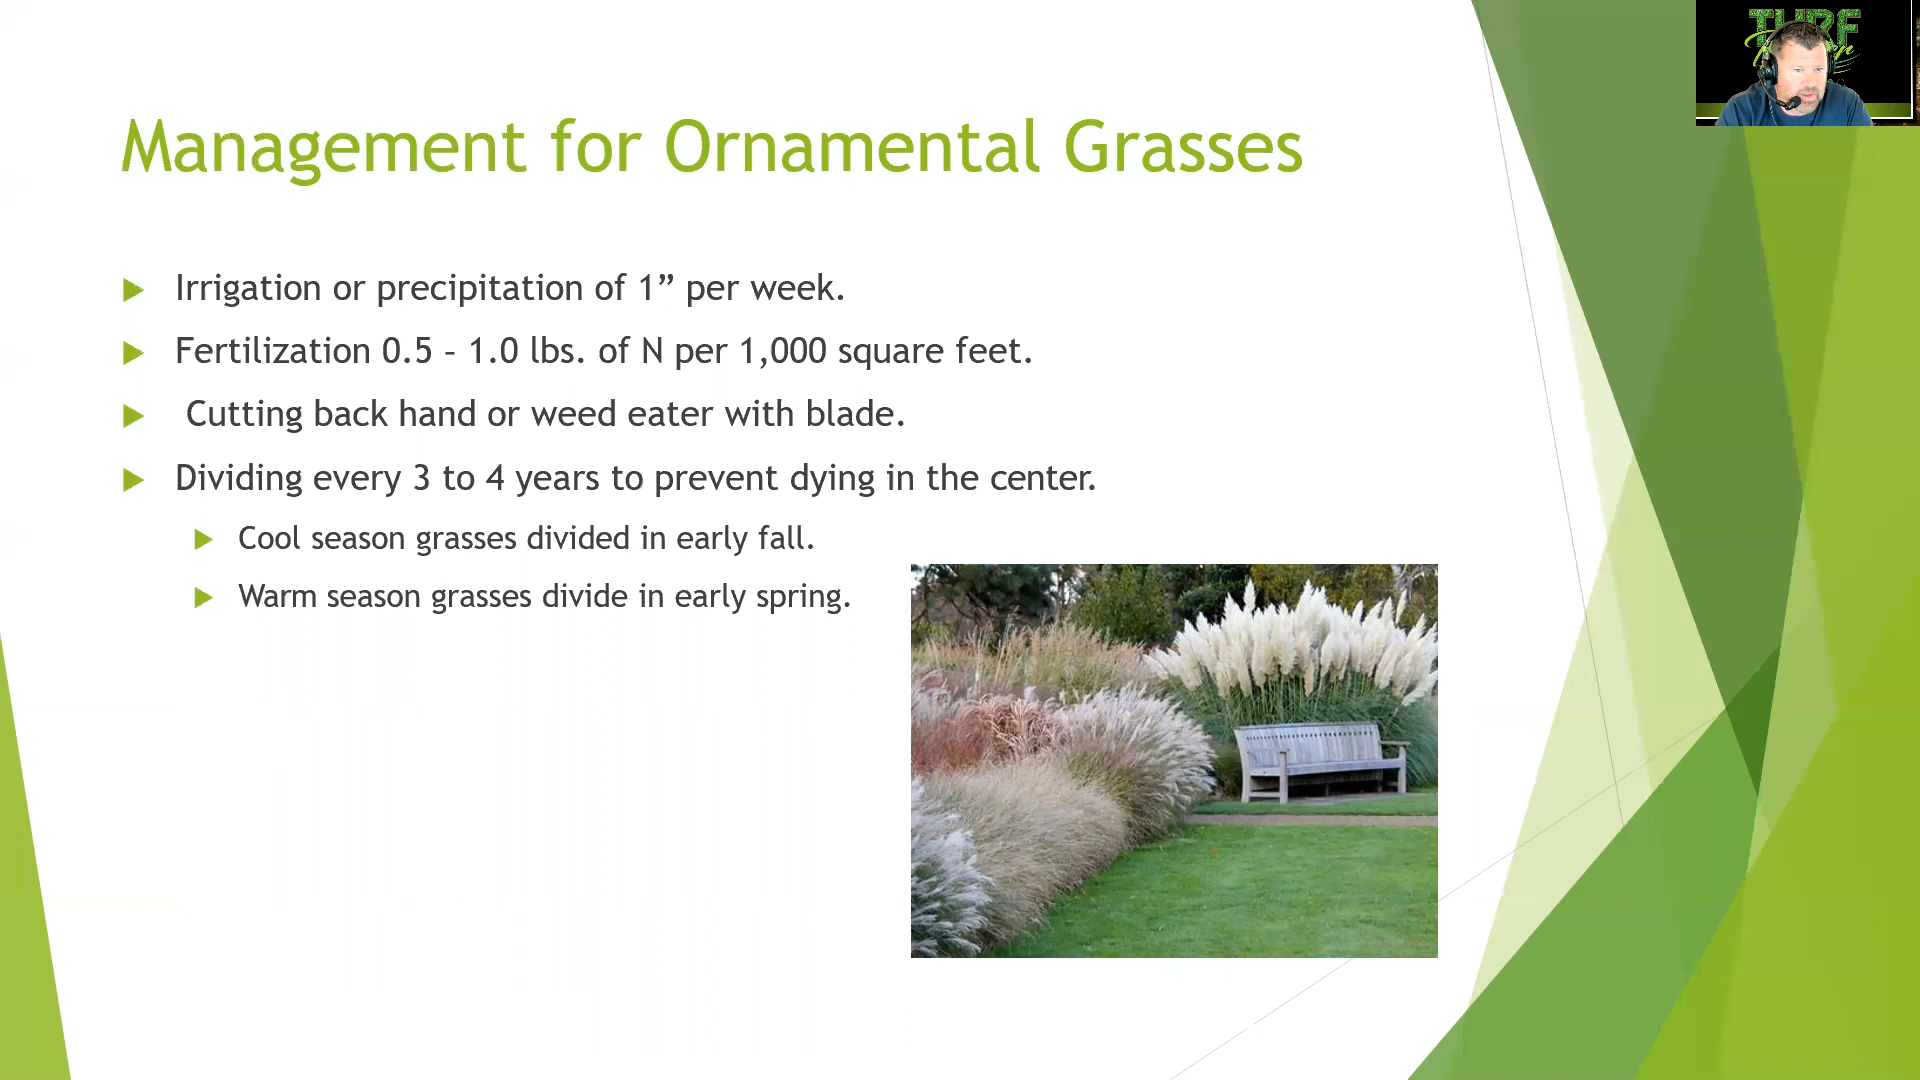 TURF
Management for Ornamental Grasses
Irrigation or precipitation of 1” per week.
Fertilization 0.5 – 1.0 lbs. of N per 1,000 square feet.
Cutting back hand or weed eater with blade.
Dividing every 3 to 4 years to prevent dying in the center.
Cool season grasses divided in early fall.
Warm season grasses divide in early spring.